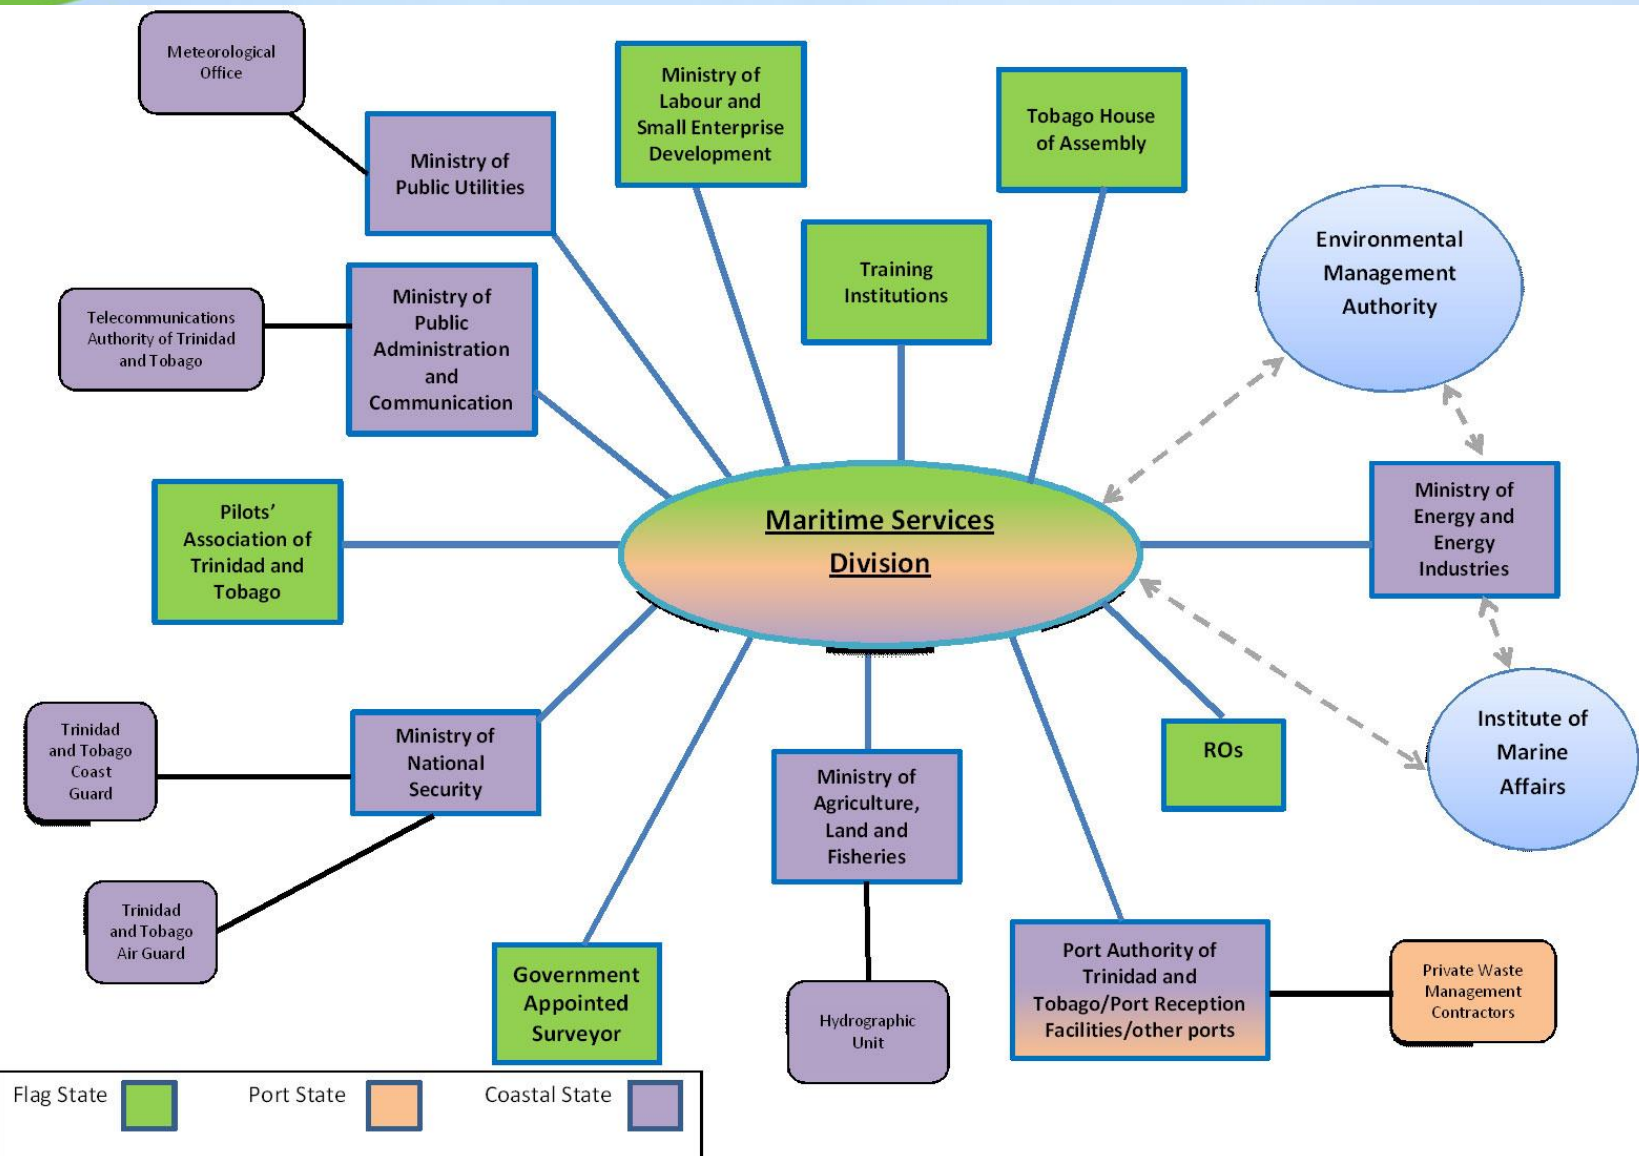 Meteorological
Office
Ministry of
Public Utilities
Ministry of
Labour and
Small Enterprise
Development
Tobago House
of Assembly
Training
Institutions
Environmental
Management
Authority
Telecommunications
Authority of Trinidad
and Tobago
Ministry of
Public
Administration
and
Communication
Pilots’
Association of
Trinidad and
Tobago
Maritime Services
Division
Ministry of
Energy and
Energy
Industries
Trinidad
and Tobago
Coast
Guard
Ministry of
National
Security
Ministry of
Agriculture,
Land and
Fisheries
ROs
Institute of
Marine
Affairs
Trinidad
and Tobago
Air Guard
Government
Appointed
Surveyor
Hydrographic
Unit
Port Authority of
Trinidad and
Tobago/Port Reception
Facilities/other ports
Private Waste
Management
Contractors
Flag State
Port State
Coastal State